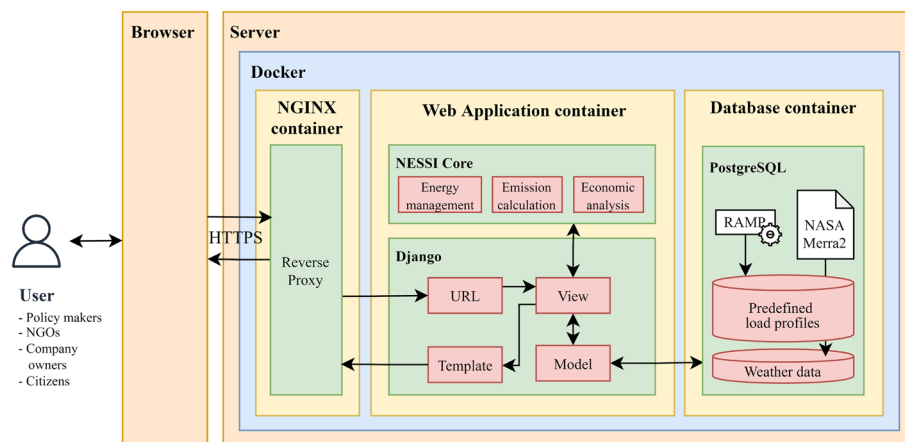 Browser
Server
Docker
NGINX
container
Web Application container
Database container
NESSI Core
Energy
management
Emission
calculation
Economic
analysis
PostgreSQL
RAMP
NASA
Merra2
HTTPS
Reverse
Proxy
Django
URL
View
Template
Model
Predefined
load profiles
Weather data
User
- Policy makers
- NGOs
- Company
owners
- Citizens